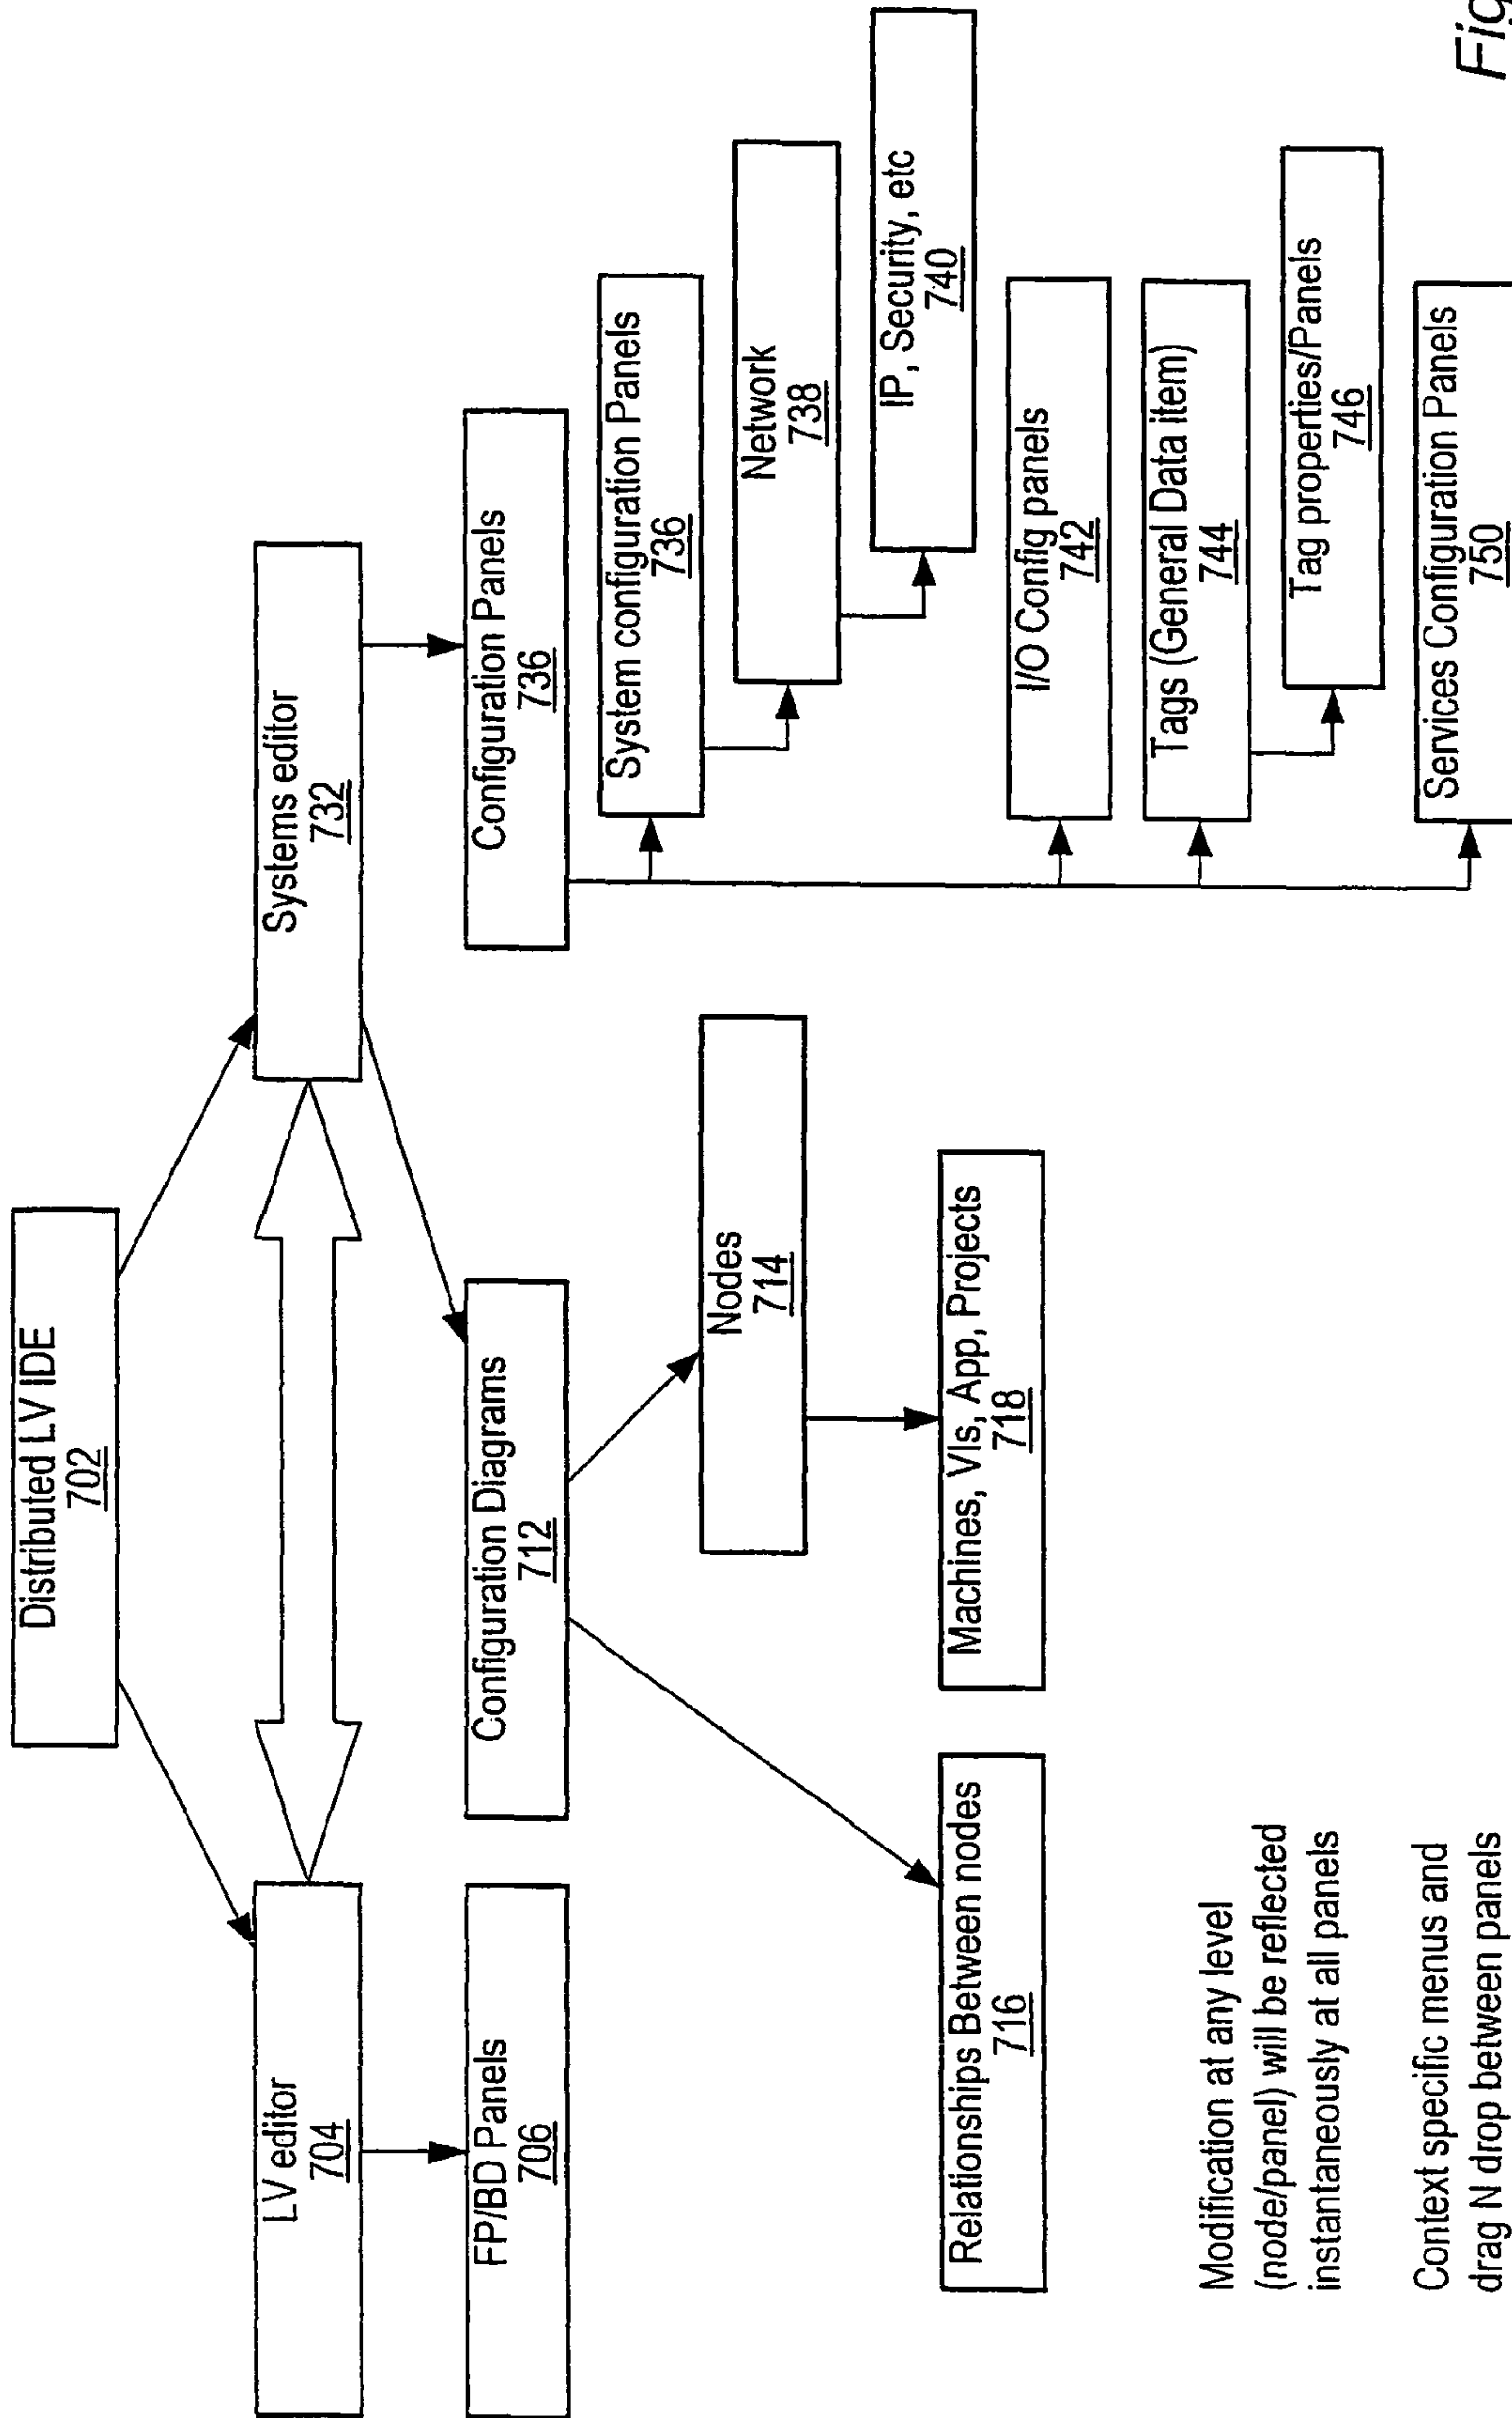 Distributed LV IDE
702
LV editor
704
Systems editor
732
FP/BD Panels
706
Configuration Diagrams
712
Configuration Panels
736
System configuration Panels
736
Nodes
714
Network
738
IP, Security, etc
740
Relationships Between nodes
716
Machines, VIs, App, Projects
718
I/O Config panels
742
Tags (General Data item)
744
Tag properties/Panels
746
Services Configuration Panels
750
Modification at any level
(node/panel) will be reflected
instantaneously at all panels
Context specific menus and
drag N drop between panels